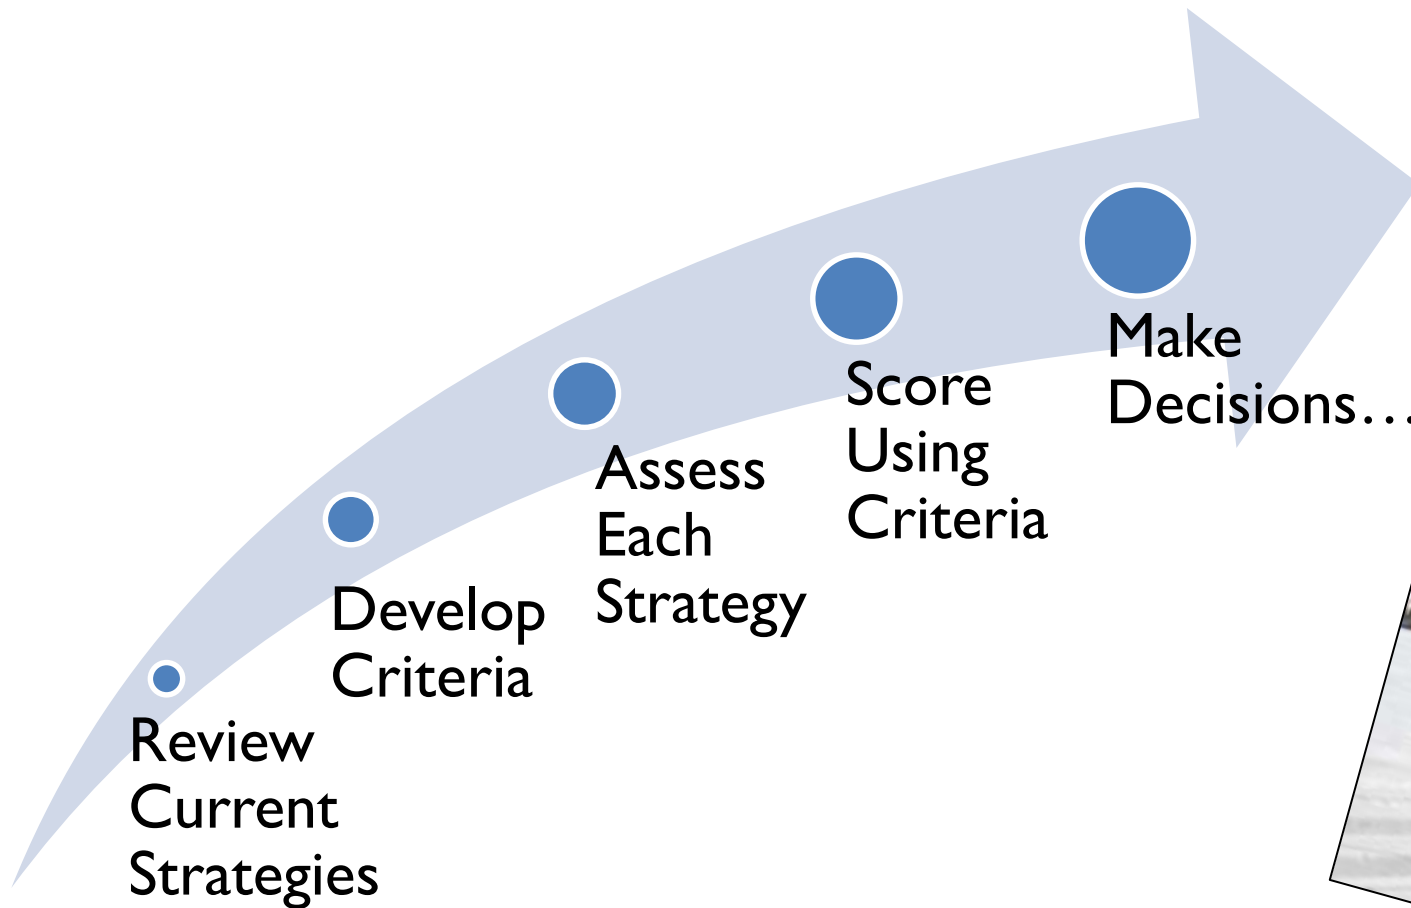 Review
Current
Strategies
Develop
Criteria
Assess
Each
Strategy
Score
Using
Criteria
Make
Decisions…